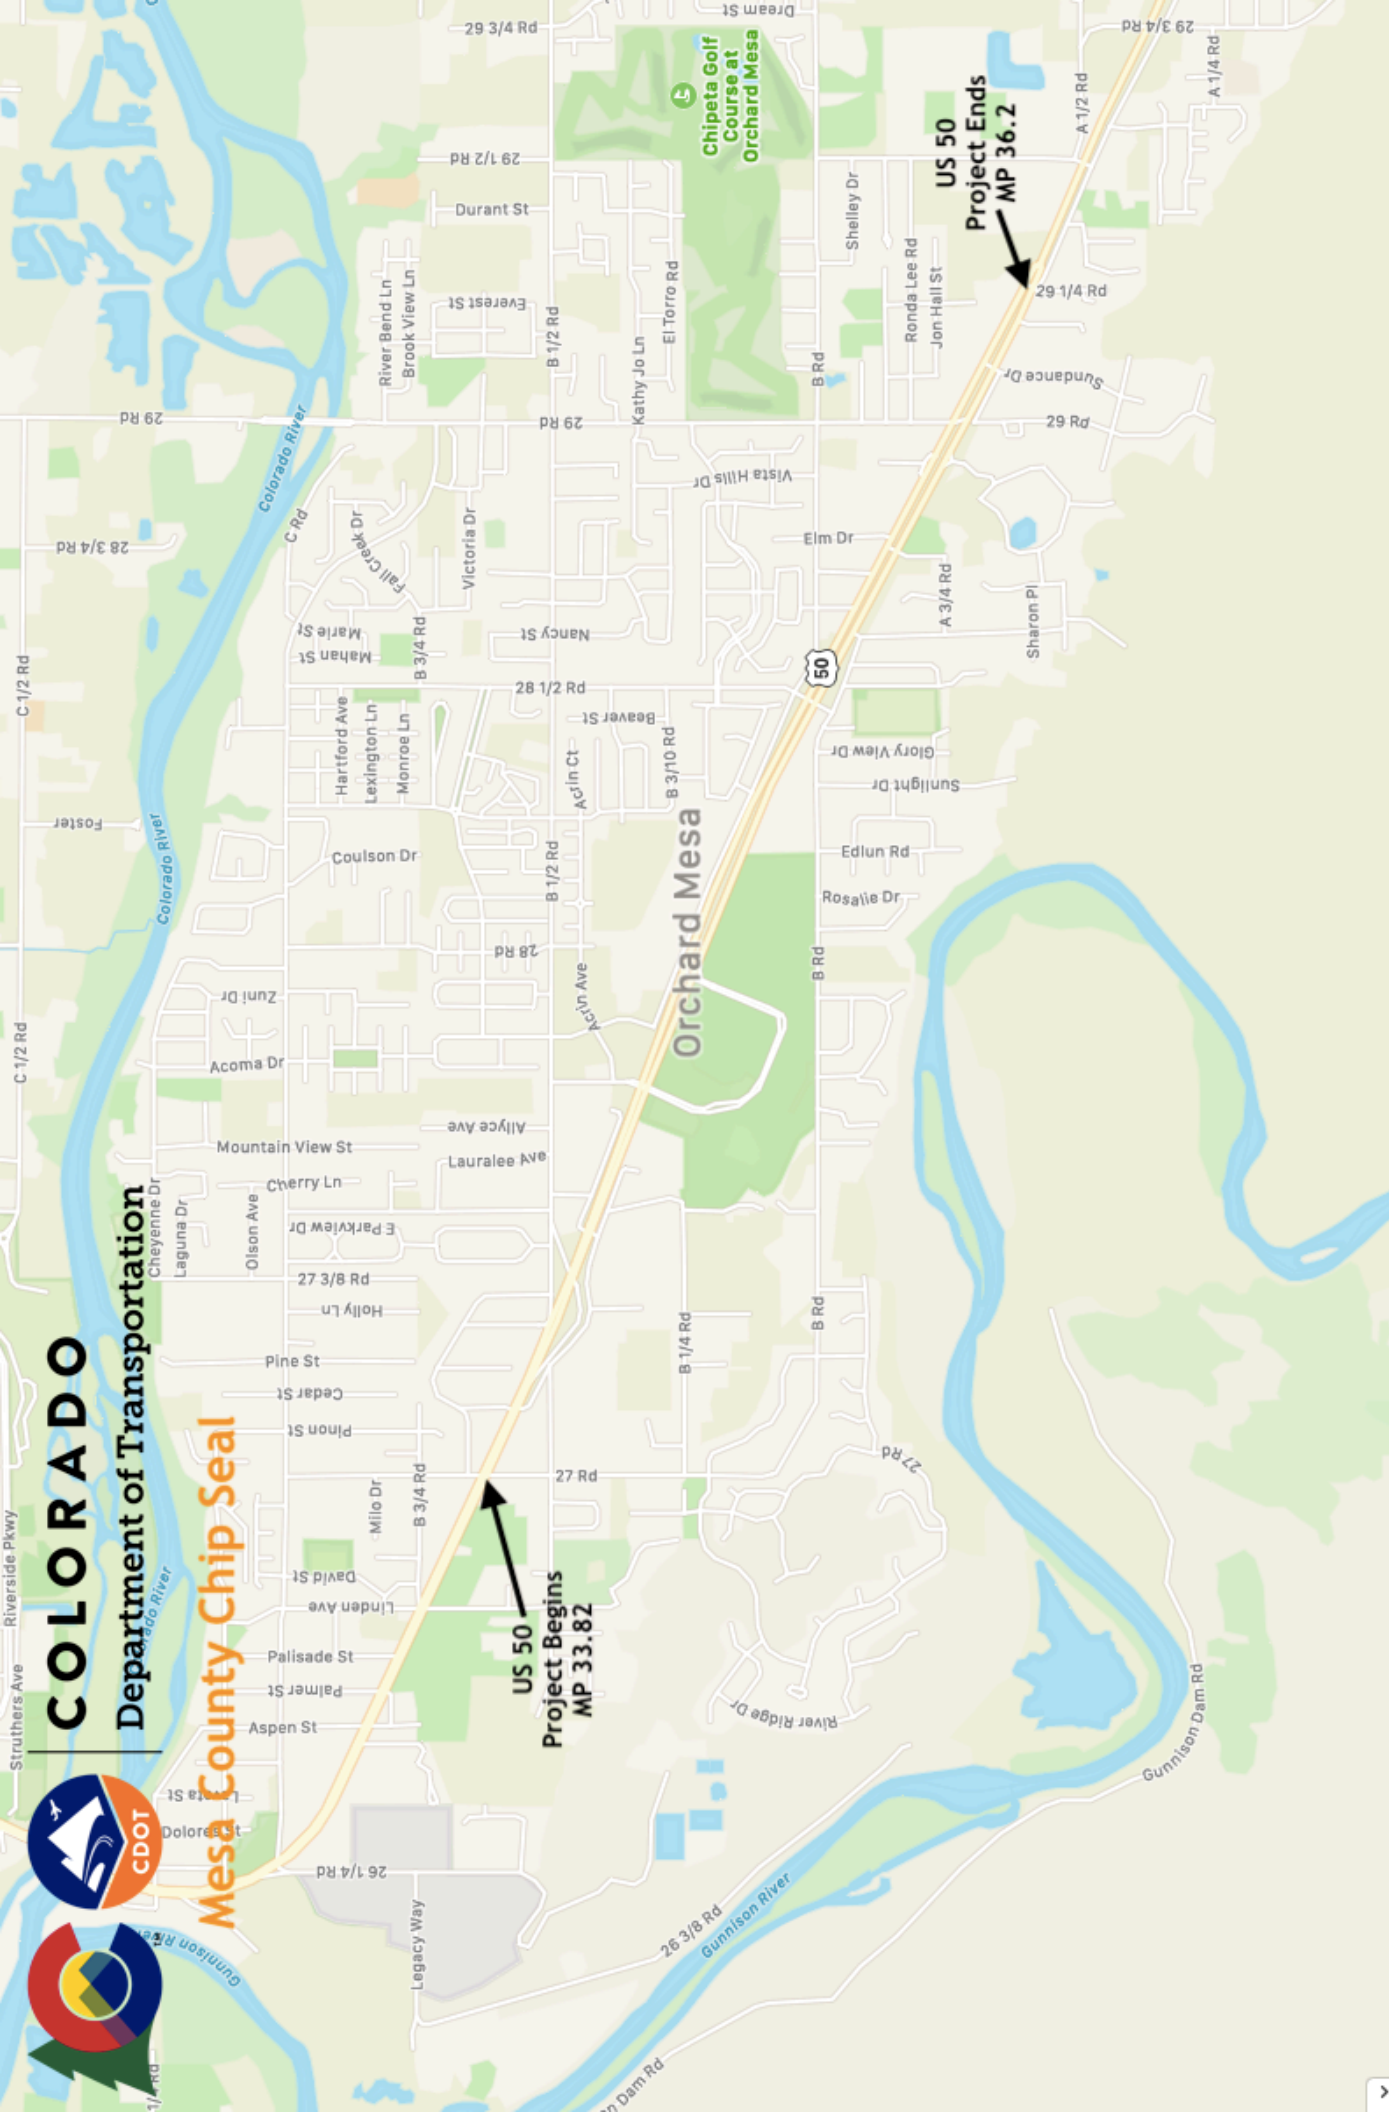 COLORADO
Department of Transportation
CDOT
TM
Mesa County Chip Seal
US 50
Project Begins
MP 33.82
US 50
Project Ends
MP 36.2
Orchard Mesa
50
Chipeta Golf
Course at
Orchard Mesa
Colorado River
Colorado River
Gunnison River
Gunnison River
Struthers Ave
Riverside Pkwy
C 1/2 Rd
C 1/2 Rd
Foster
28 3/4 Rd
29 Rd
29 Rd
29 Rd
29 3/4 Rd
29 3/4 Rd
29 1/2 Rd
29 1/4 Rd
Dream St
Durant St
Everest St
River Bend Ln
Brook View Ln
B 1/2 Rd
B 1/2 Rd
Kathy Jo Ln
El Torro Rd
B Rd
B Rd
B Rd
Shelley Dr
Ronda Lee Rd
Jon Hall St
A 1/2 Rd
A 1/4 Rd
Sundance Dr
Vista Hills Dr
Elm Dr
A 3/4 Rd
Sharon Pl
C Rd
Fall Creek Dr
Victoria Dr
Marie St
Mahan St
B 3/4 Rd
B 3/4 Rd
Nancy St
28 1/2 Rd
Beaver St
B 3/10 Rd
Hartford Ave
Lexington Ln
Monroe Ln
Acrin Ct
Acrin Ave
Coulson Dr
28 Rd
Glory View Dr
Sunlight Dr
Edlun Rd
Rosalie Dr
Zuni Dr
Acoma Dr
Allyce Ave
Lauralee Ave
Mountain View St
Cherry Ln
Cheyenne Dr
Laguna Dr
Olson Ave
E Parkview Dr
27 3/8 Rd
Holly Ln
Pine St
Cedar St
Pinon St
Milo Dr
B 1/4 Rd
27 Rd
27 Rd
David St
Linden Ave
Palisade St
Palmer St
Aspen St
Dolores St
River Ridge Dr
26 1/4 Rd
Legacy Way
26 3/8 Rd
Gunnison Dam Rd
Dam Rd